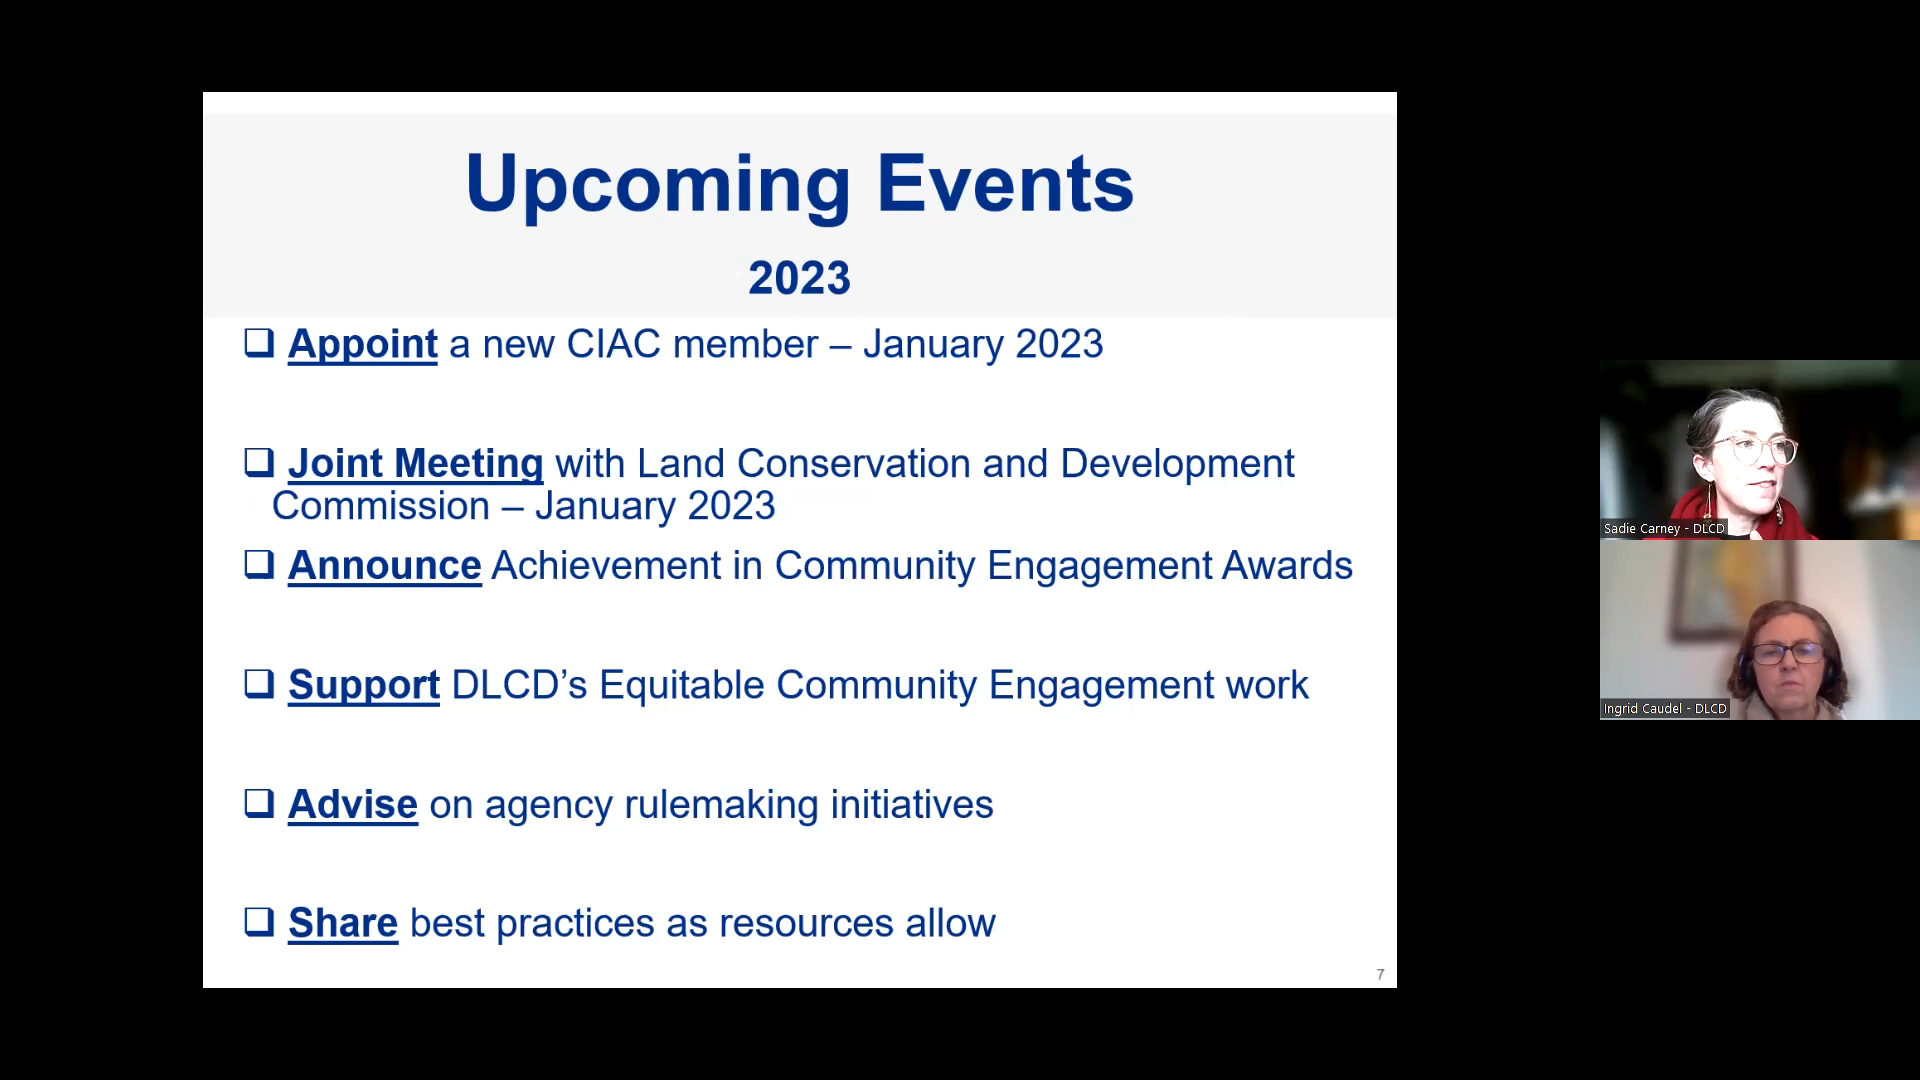 Upcoming Events
2023
❑ Appoint a new CIAC member – January 2023
❑ Joint Meeting with Land Conservation and Development
Commission – January 2023
❑ Announce Achievement in Community Engagement Awards
❑ Support DLCD’s Equitable Community Engagement work
❑ Advise on agency rulemaking initiatives
❑ Share best practices as resources allow
7
Sadie Carney - DLCD
Ingrid Caudel - DLCD